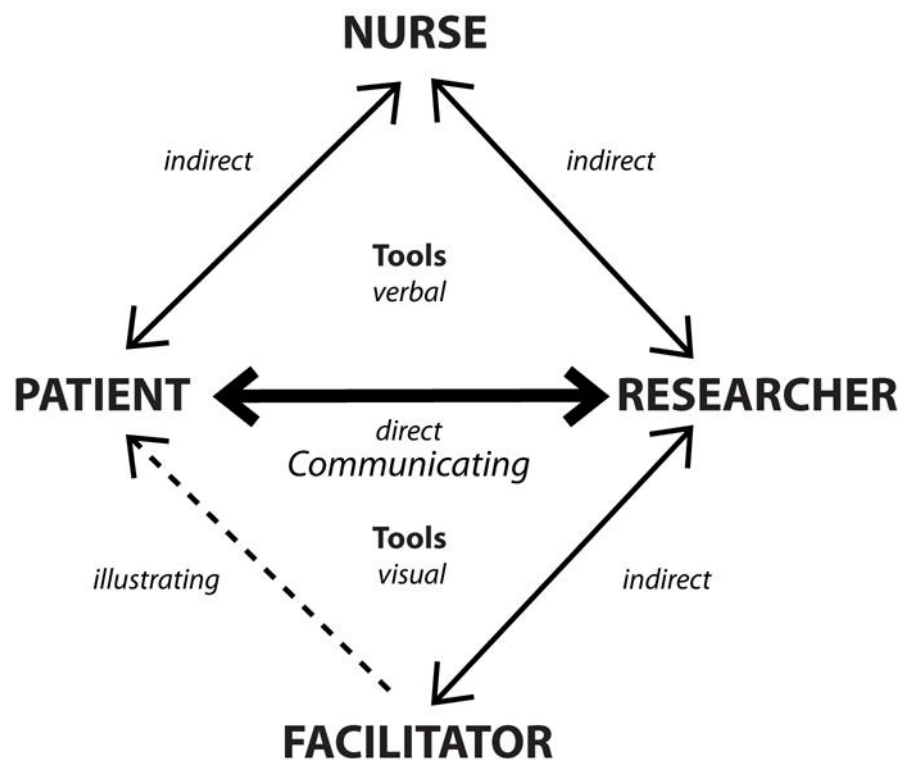 NURSE
indirect
indirect
Tools
verbal
PATIENT
RESEARCHER
direct
Communicating
Tools
visual
illustrating
indirect
FACILITATOR